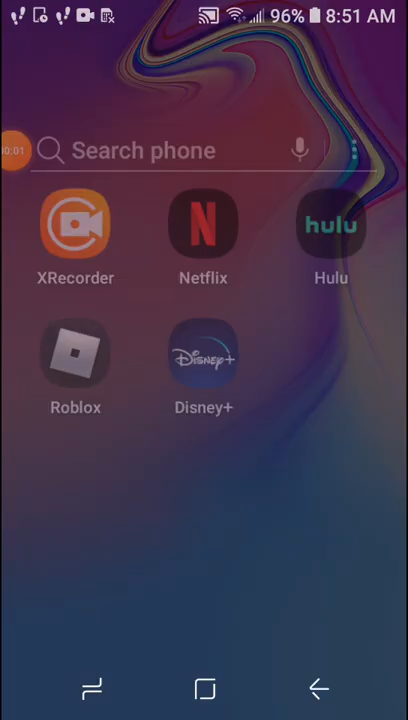 96% 8:51 AM
00:01
Search phone
N
hulu
XRecorder
Netflix
Hulu
Disney+
Roblox
Disney+